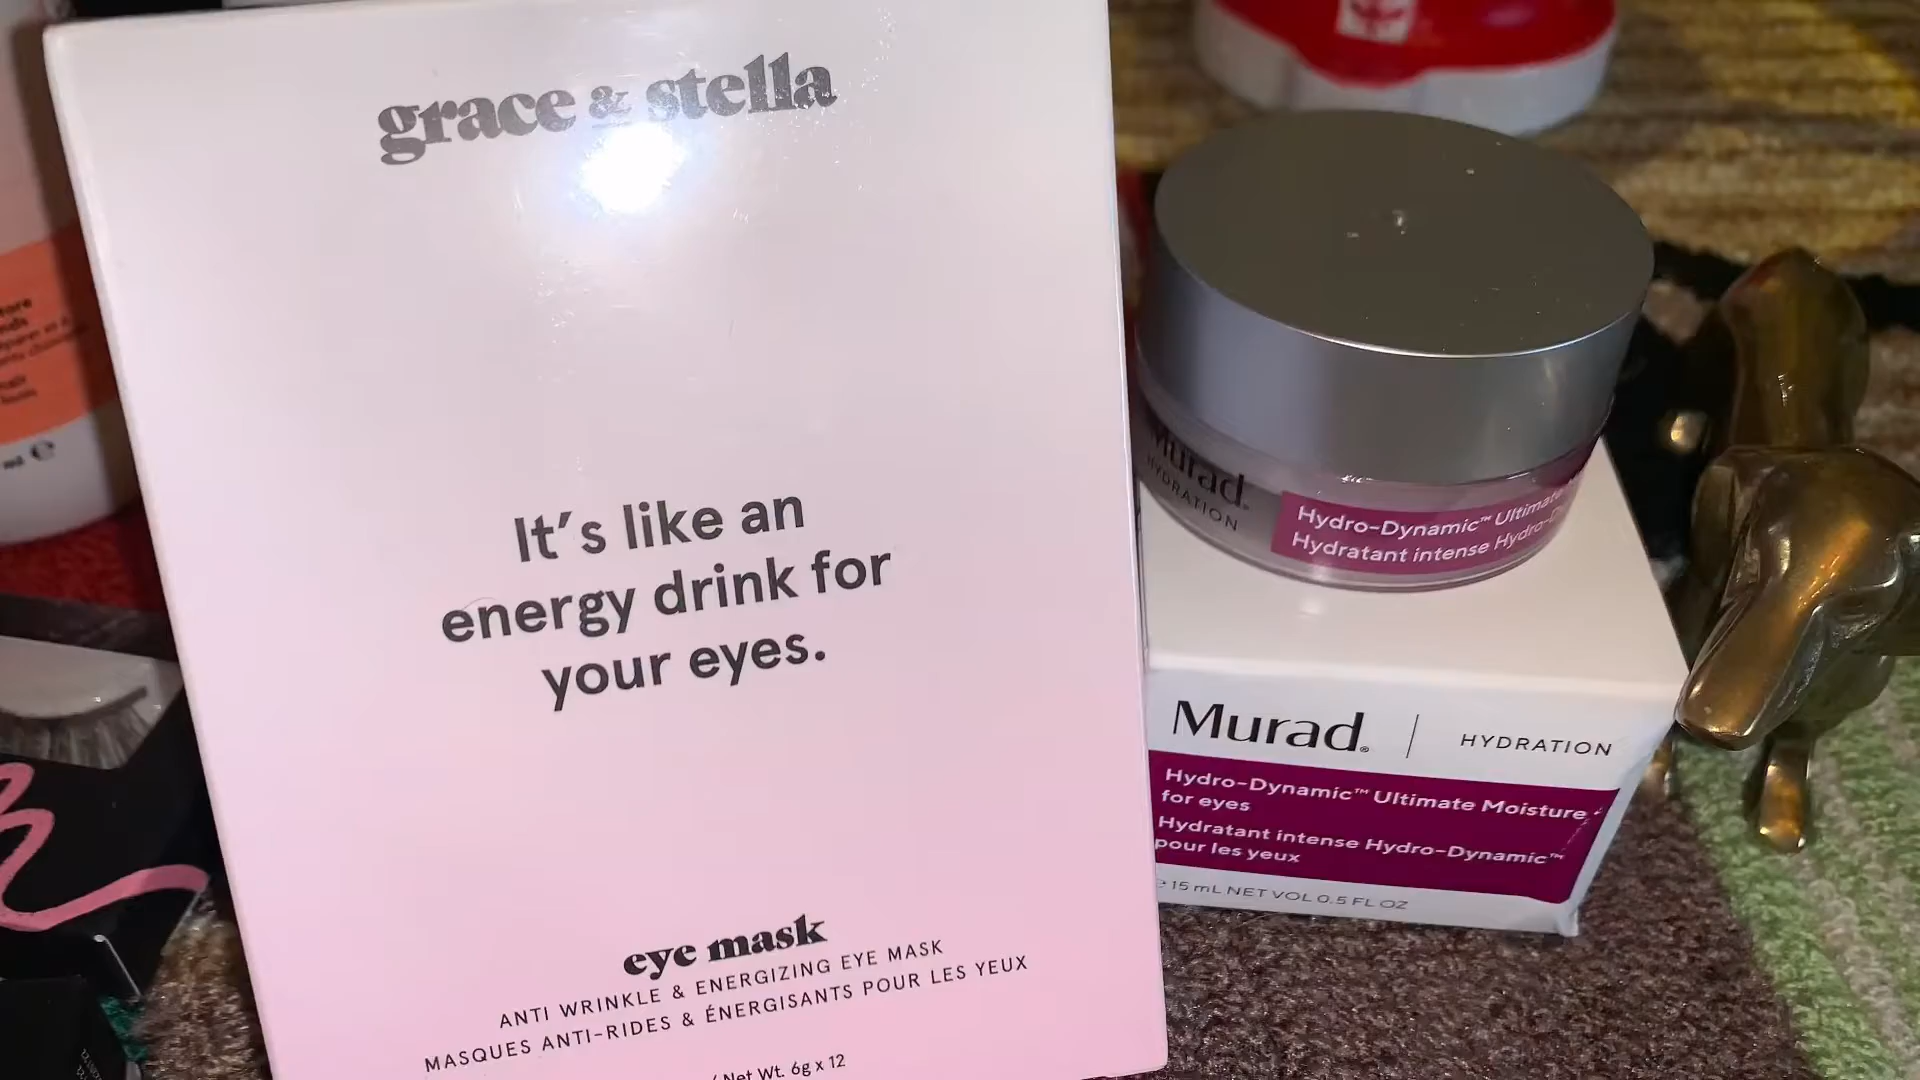 grace & stella
It's like an
energy drink for
your eyes.
eye mask
ANTI WRINKLE & ENERGIZING EYE MASK
MASQUES ANTI-RIDES & ÉNERGISANTS POUR LES YEUX
Net Wt. 6g x 12
Murad
HYDRATION
Hydro-Dynamic™ Ultimate
Hydratant intense
Murad® | HYDRATION
Hydro-Dynamic™ Ultimate Moisture
for eyes
Hydratant intense Hydro-Dynamic™
pour les yeux
15 mL NET VOL 0.5 FL OZ